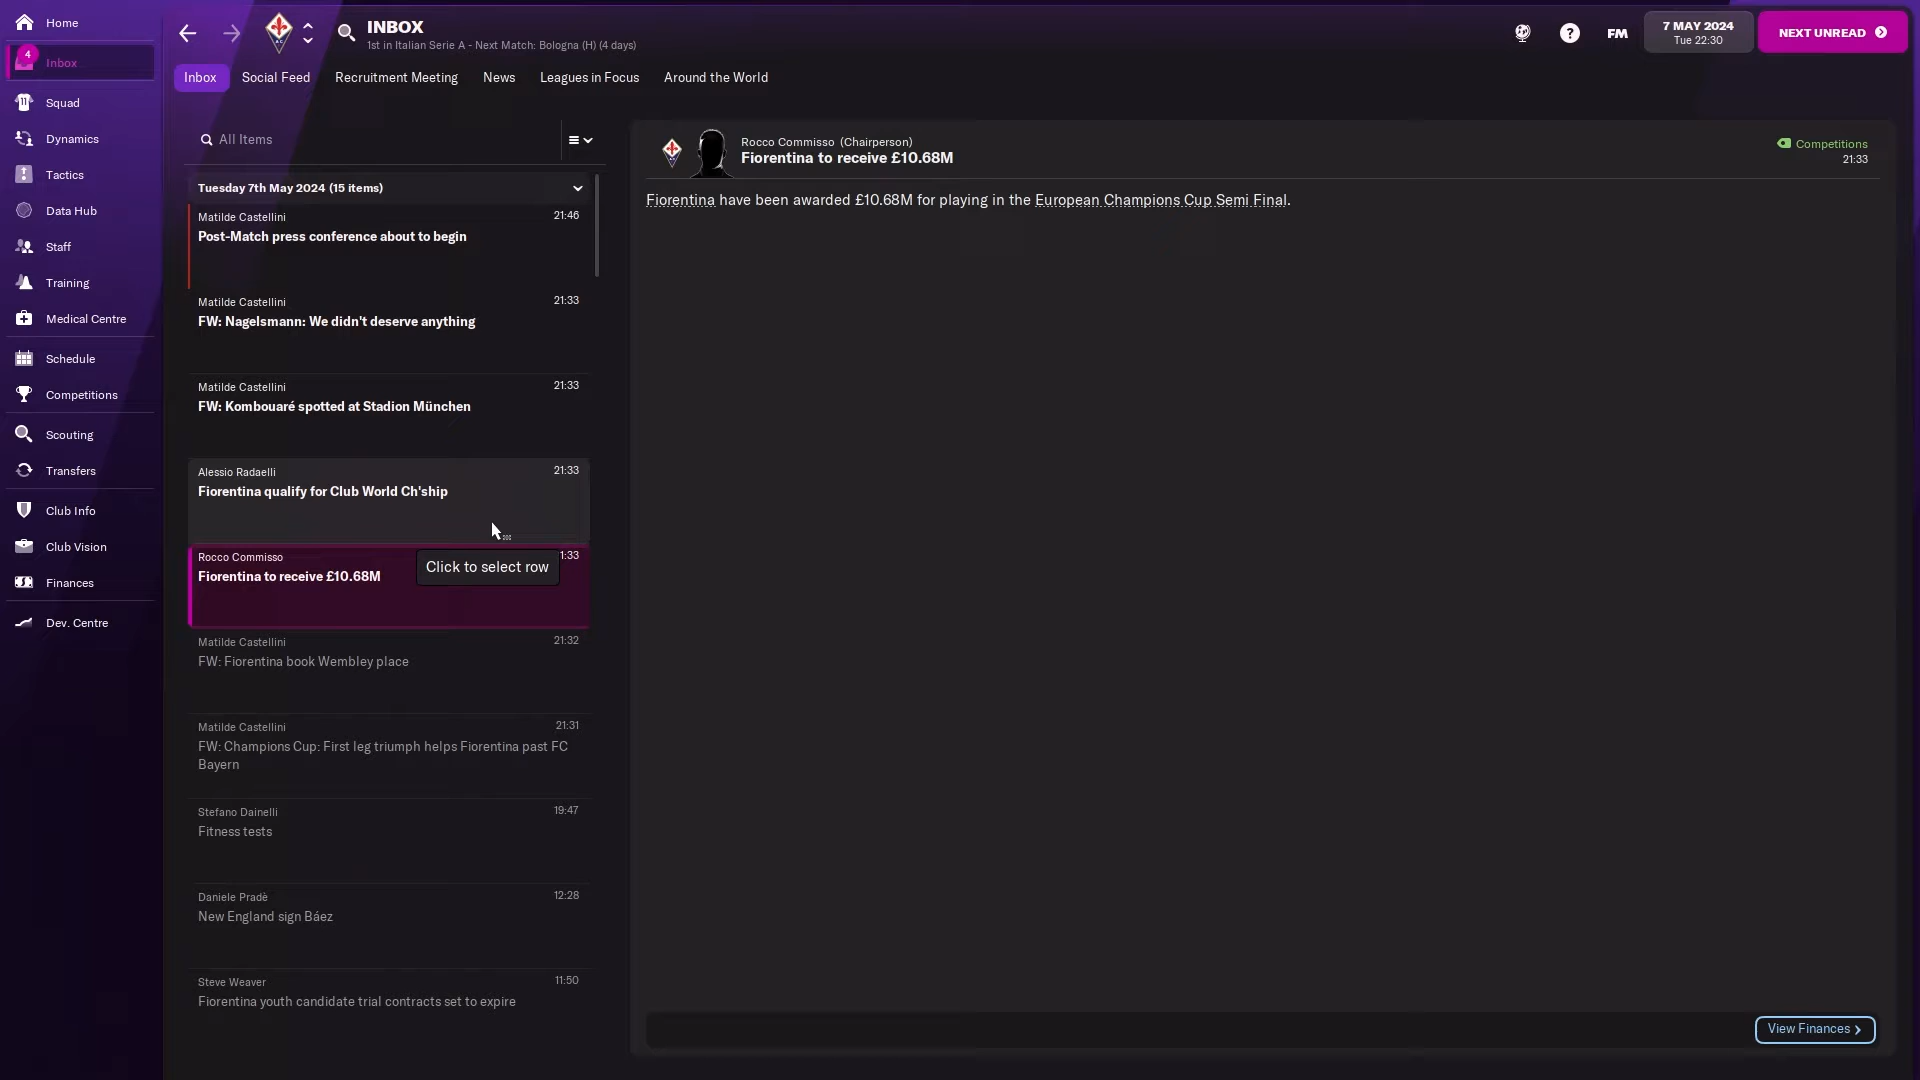 Home
4
Inbox
Squad
Dynamics
Tactics
Data Hub
Staff
Training
Medical Centre
Schedule
Competitions
Scouting
Transfers
Club Info
Club Vision
Finances
Dev. Centre
INBOX
1st in Italian Serie A - Next Match: Bologna (H) (4 days)
FM
7 MAY 2024
Tue 22:30
NEXT UNREAD
Inbox
Social Feed
Recruitment Meeting
News
Leagues in Focus
Around the World
All Items
Tuesday 7th May 2024 (15 items)
Matilde Castellini 21:46
Post-Match press conference about to begin
Matilde Castellini 21:33
FW: Nagelsmann: We didn't deserve anything
Matilde Castellini 21:33
FW: Kombouaré spotted at Stadion München
Alessio Radaelli 21:33
Fiorentina qualify for Club World Ch'ship
Rocco Commisso 1:33
Fiorentina to receive £10.68M
Click to select row
Matilde Castellini 21:32
FW: Fiorentina book Wembley place
Matilde Castellini 21:31
FW: Champions Cup: First leg triumph helps Fiorentina past FC
Bayern
Stefano Dainelli 19:47
Fitness tests
Daniele Pradè 12:28
New England sign Báez
Steve Weaver 11:50
Fiorentina youth candidate trial contracts set to expire
Rocco Commisso (Chairperson)
Fiorentina to receive £10.68M
Competitions
21:33
Fiorentina have been awarded £10.68M for playing in the European Champions Cup Semi Final.
View Finances